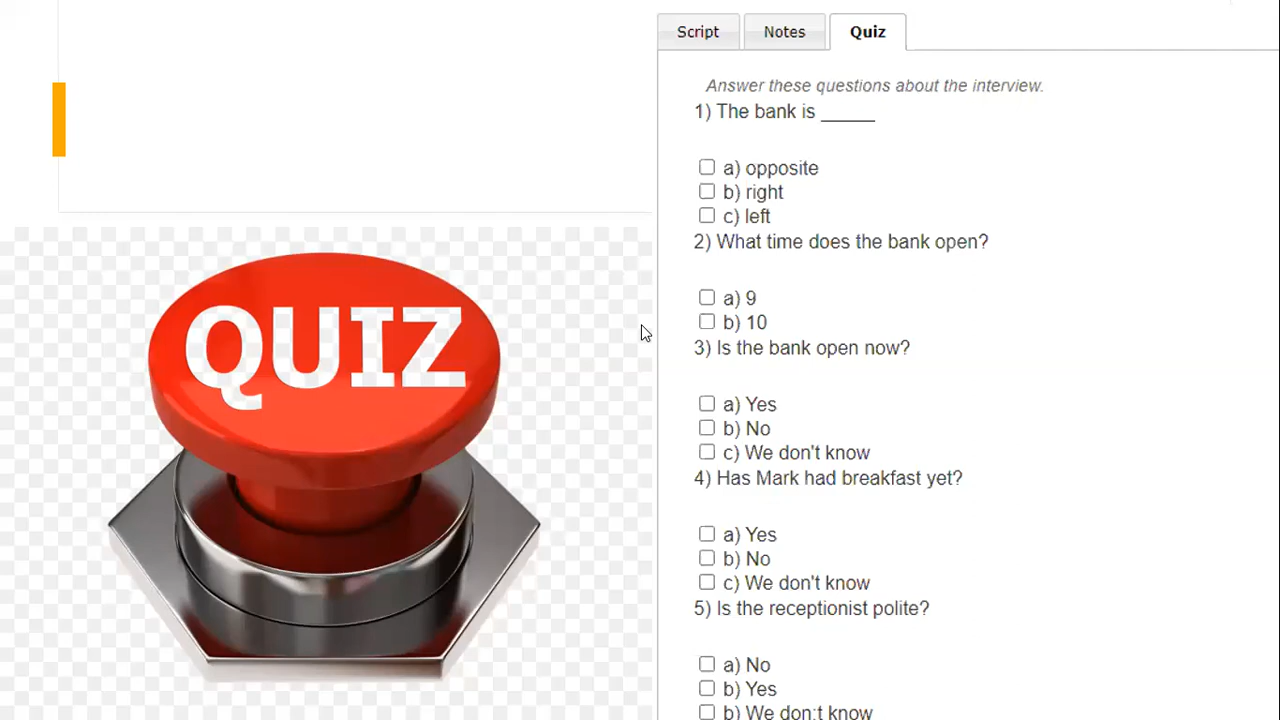 Script Notes Quiz
Answer these questions about the interview.
1) The bank is ______
a) opposite
b) right
c) left
2) What time does the bank open?
a) 9
b) 10
3) Is the bank open now?
a) Yes
b) No
c) We don't know
4) Has Mark had breakfast yet?
a) Yes
b) No
c) We don't know
5) Is the receptionist polite?
a) No
b) Yes
b) We don:t know
QUIZ